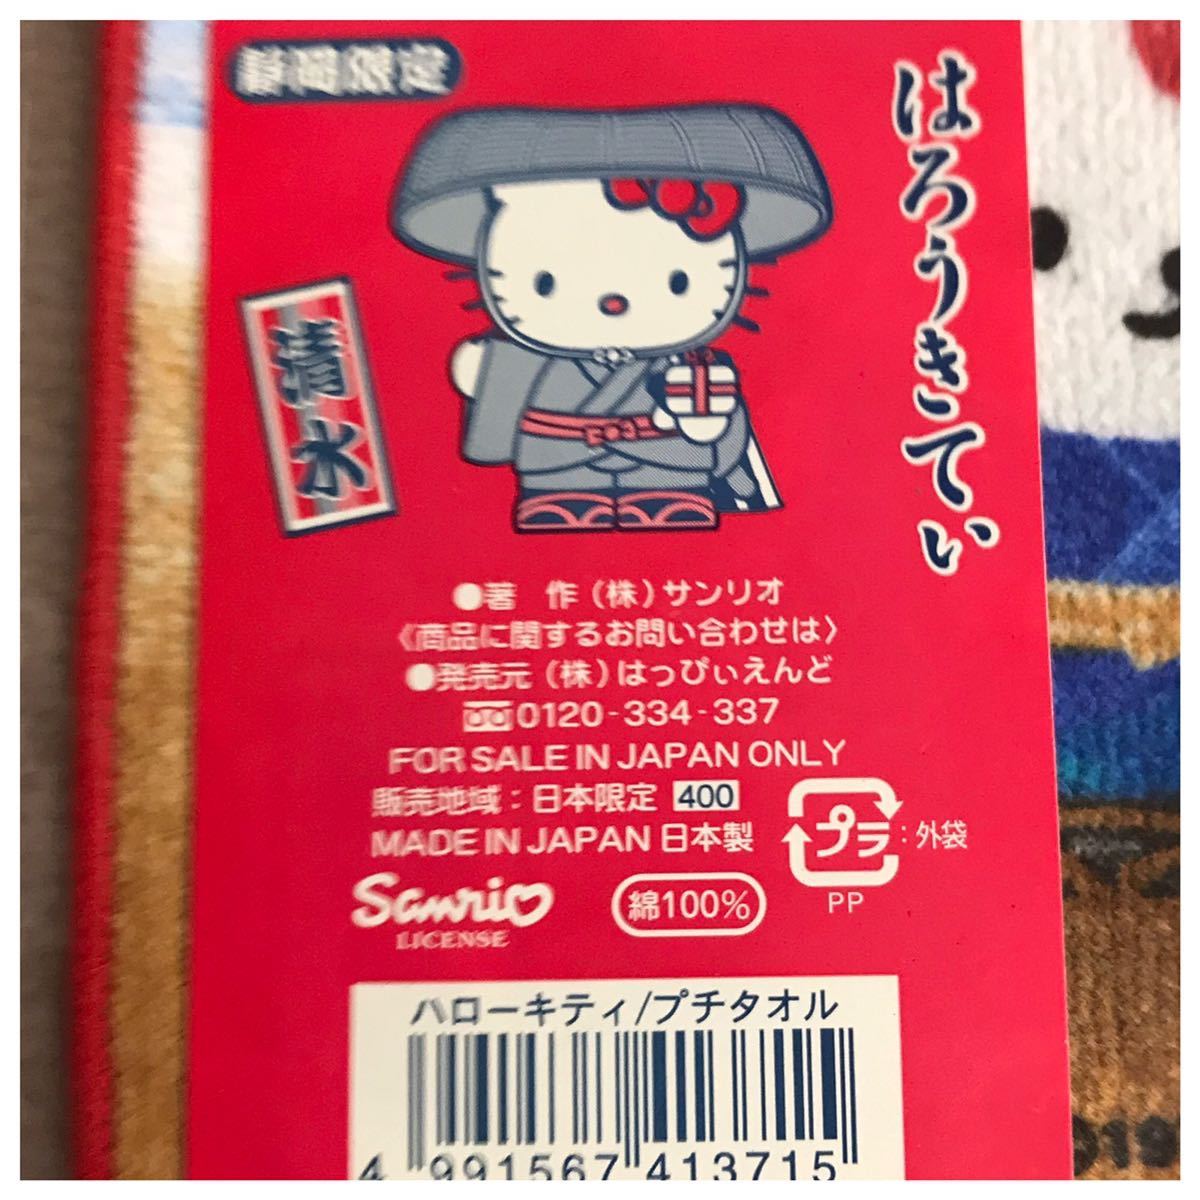 静岡限定
はろうきてぃ
清水
●著　作（株）サンリオ
〈商品に関するお問い合わせは〉
●発売元（株）はっぴぃえんど
0120-334-337
FOR SALE IN JAPAN ONLY
販売地域：日本限定 400
MADE IN JAPAN 日本製
プラ：外袋
PP
Sanrio
LICENSE
綿100%
ハローキティ/プチタオル
4 991567 413715